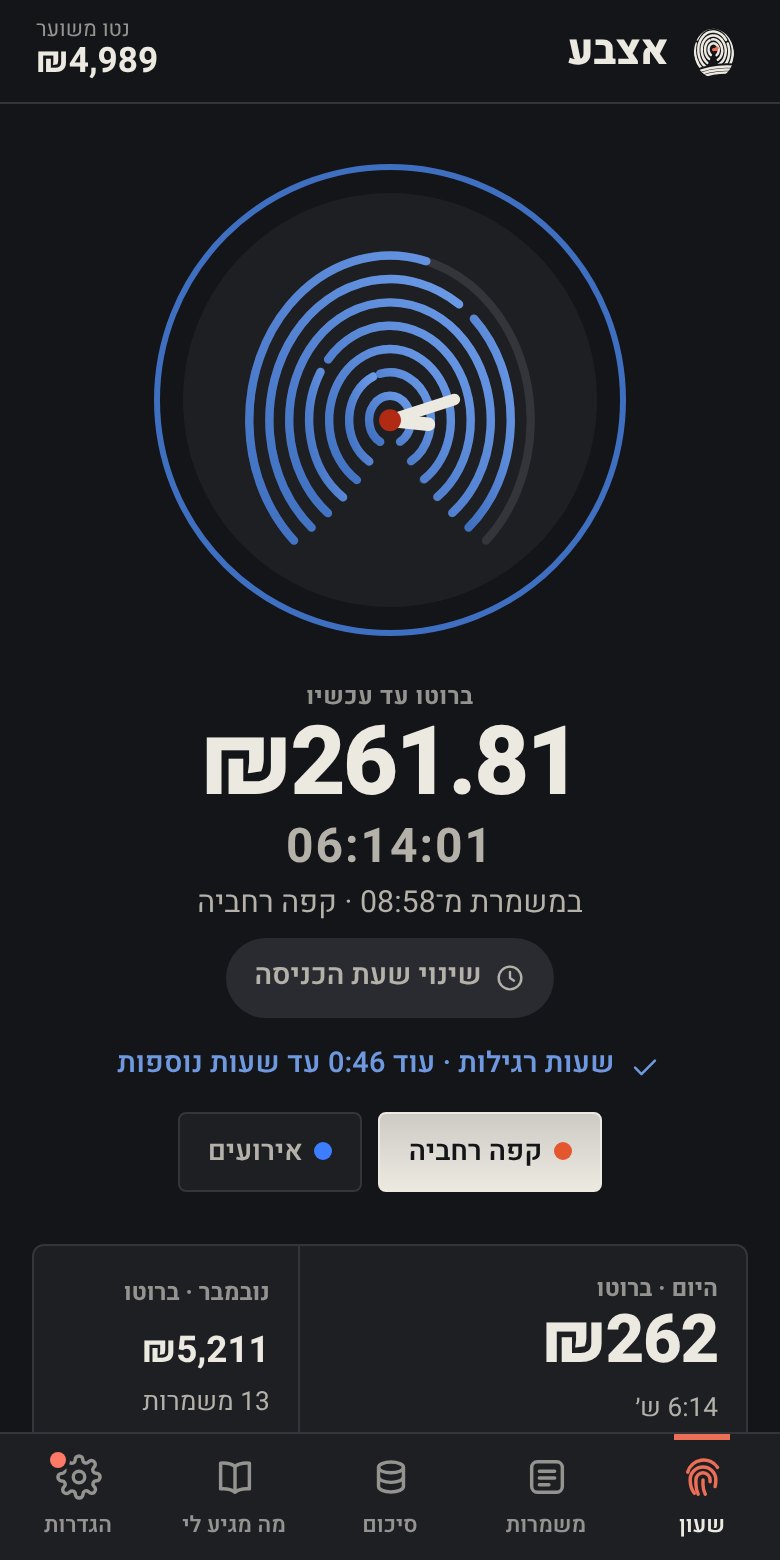 אצבע
נטו משוער
₪4,989
ברוטו עד עכשיו
₪261.81
06:14:01
במשמרת מ־08:58 · קפה רחביה
שינוי שעת הכניסה
שעות רגילות · עוד 0:46 עד שעות נוספות
קפה רחביה
אירועים
היום · ברוטו
₪262
6:14 ש׳
נובמבר · ברוטו
₪5,211
13 משמרות
שעון
משמרות
סיכום
מה מגיע לי
הגדרות